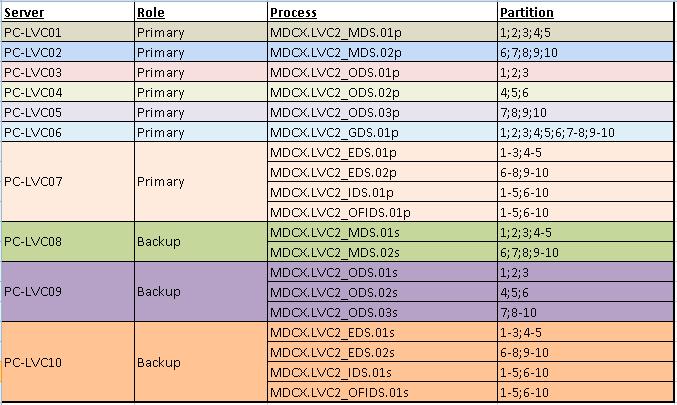 Server Role Process Partition
PC-LVC01 Primary MDCX.LVC2_MDS.01p 1;2;3;4;5
PC-LVC02 Primary MDCX.LVC2_MDS.02p 6;7;8;9;10
PC-LVC03 Primary MDCX.LVC2_ODS.01p 1;2;3
PC-LVC04 Primary MDCX.LVC2_ODS.02p 4;5;6
PC-LVC05 Primary MDCX.LVC2_ODS.03p 7;8;9;10
PC-LVC06 Primary MDCX.LVC2_GDS.01p 1;2;3;4;5;6;7-8;9-10
PC-LVC07 Primary MDCX.LVC2_EDS.01p 1-3;4-5
MDCX.LVC2_EDS.02p 6-8;9-10
MDCX.LVC2_IDS.01p 1-5;6-10
MDCX.LVC2_OFIDS.01p 1-5;6-10
PC-LVC08 Backup MDCX.LVC2_MDS.01s 1;2;3;4-5
MDCX.LVC2_MDS.02s 6;7;8;9-10
PC-LVC09 Backup MDCX.LVC2_ODS.01s 1;2;3
MDCX.LVC2_ODS.02s 4;5;6
MDCX.LVC2_ODS.03s 7;8-10
PC-LVC10 Backup MDCX.LVC2_EDS.01s 1-3;4-5
MDCX.LVC2_EDS.02s 6-8;9-10
MDCX.LVC2_IDS.01s 1-5;6-10
MDCX.LVC2_OFIDS.01s 1-5;6-10